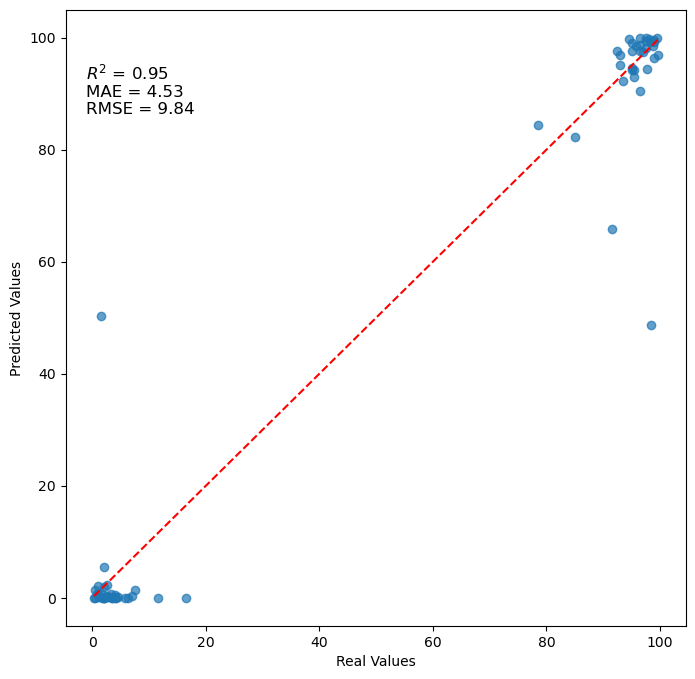 100
80
60
40
20
0
Predicted Values
R² = 0.95
MAE = 4.53
RMSE = 9.84
0 20 40 60 80 100
Real Values